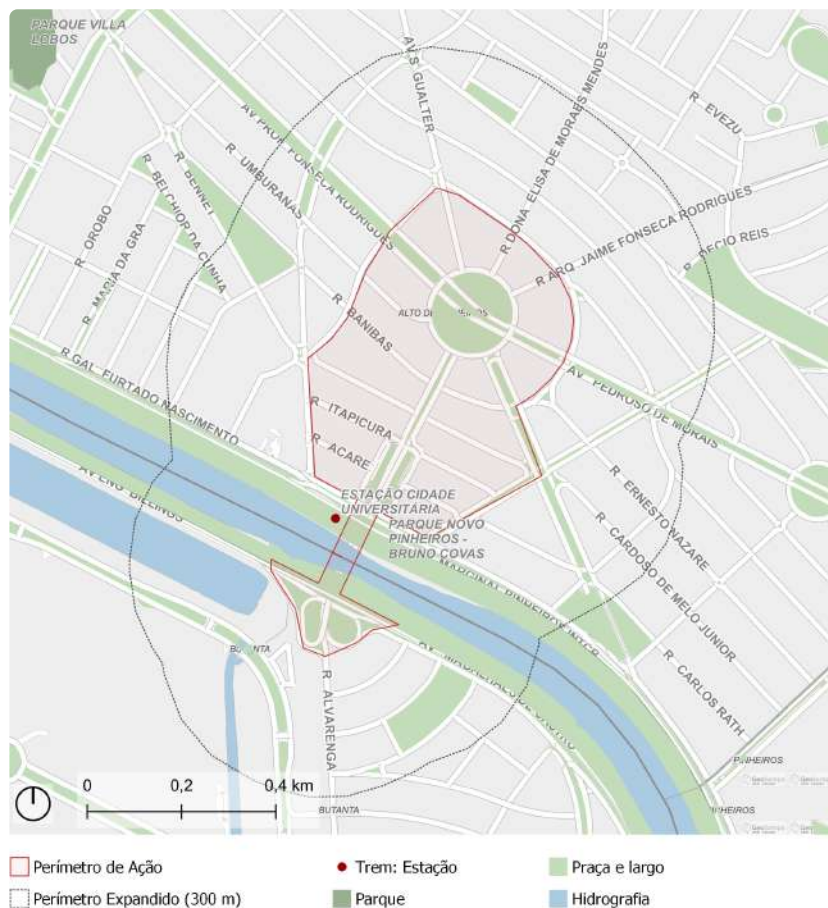 PARQUE VILLA
LOBOS
AV S GUALTER
AV PROF FONSECA RODRIGUES
R DONA ELISA DE MORAES MENDES
R EVEZU
R UMBURANAS
R BENNET
R BELCHIOR DA CUNHA
R OROBO
R MARIA DA GRA
R ARQ JAIME FONSECA RODRIGUES
R DECIO REIS
R BANIBAS
ALTO DE
R GAL FURTADO NASCIMENTO
R ITAPICURA
AV PEDROSO DE MORAIS
R ACARE
AV ENG BILLINGS
ESTAÇÃO CIDADE
UNIVERSITÁRIA
PARQUE NOVO
PINHEIROS -
BRUNO COVAS
R ERNESTO NAZARE
R CARDOSO DE MELO JUNIOR
MARGINAL PINHEIROS INTER
BUTANTA
R CARLOS RATH
R ALVARENGA
PINHEIROS
PINHEIROS
BUTANTA
0 0,2 0,4 km
Perímetro de Ação
Trem: Estação
Praça e largo
Perímetro Expandido (300 m)
Parque
Hidrografia